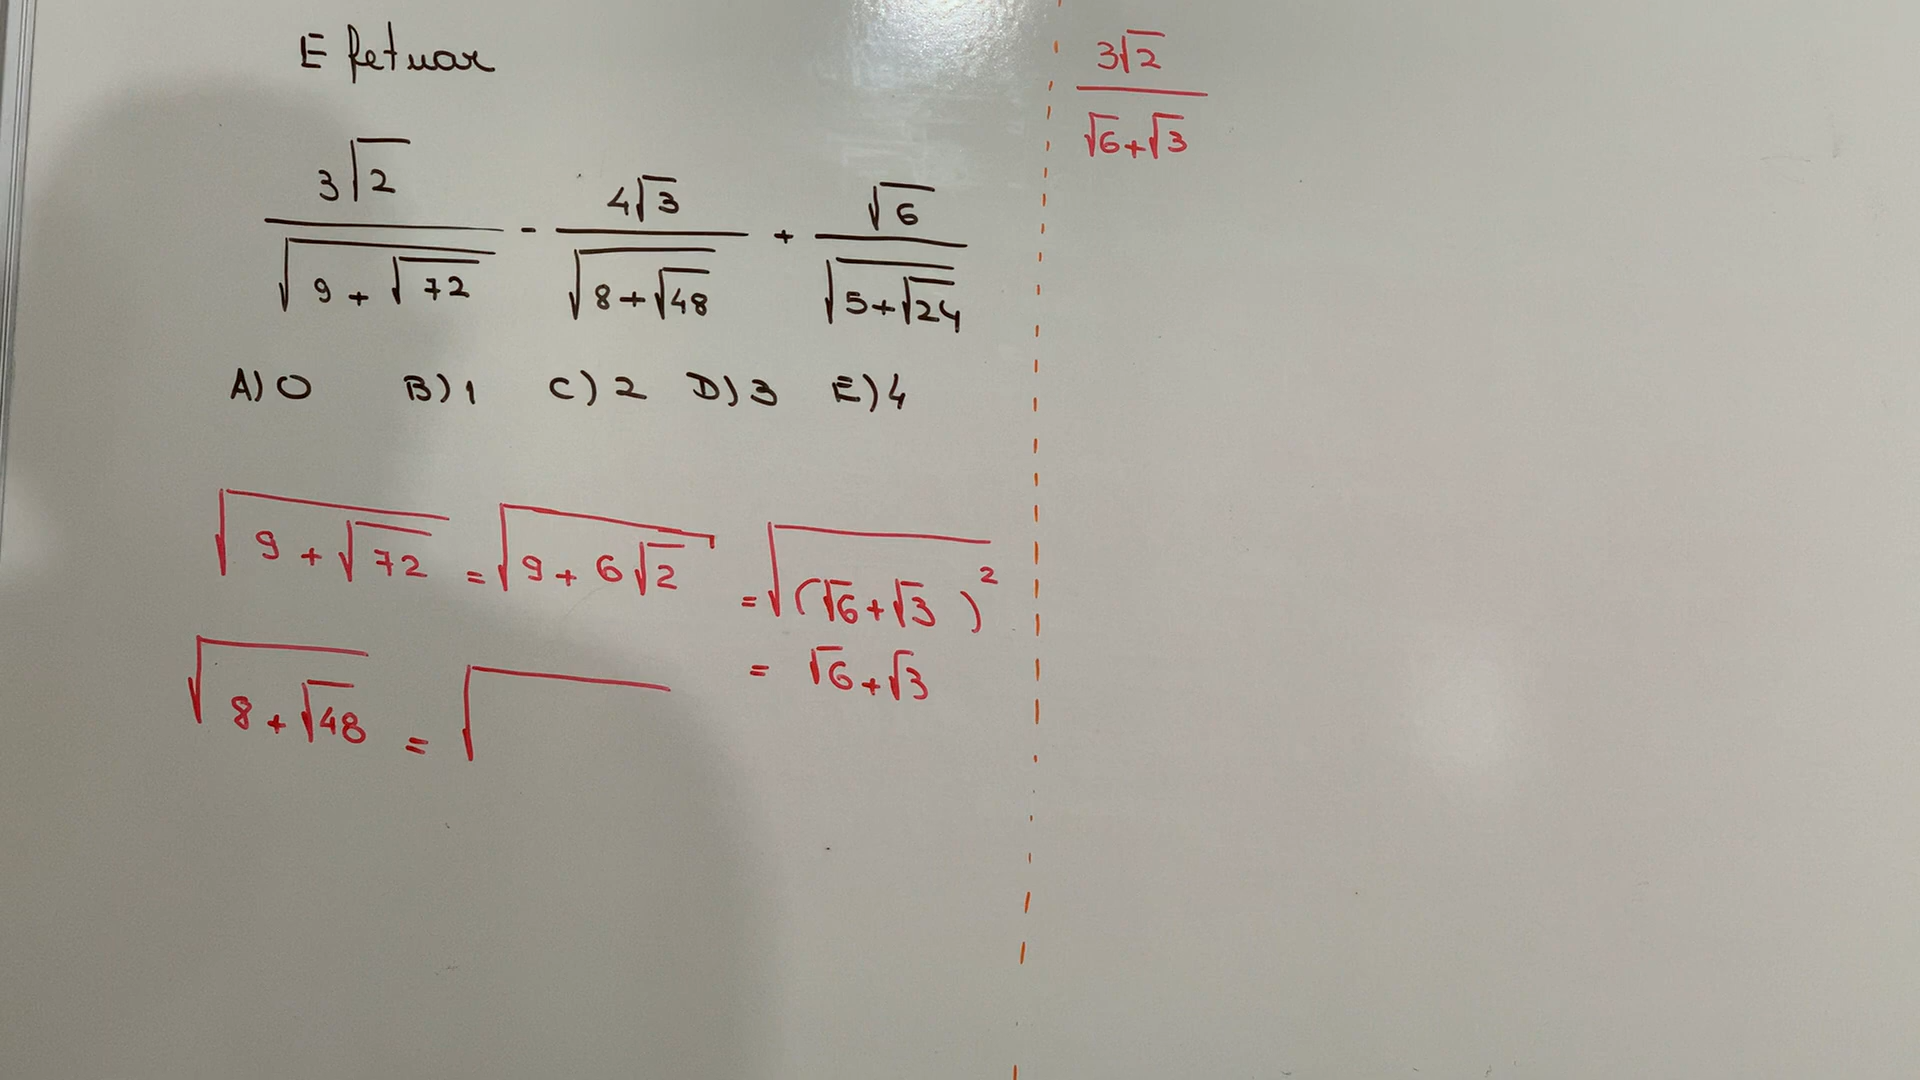 Efetuar
3√2 / √(9 + √72) - 4√3 / √(8+√48) + √6 / √(5+√24)
A) 0 B) 1 C) 2 D) 3 E) 4
√(9 + √72) = √(9 + 6√2) = √((√6+√3)²)
= √6+√3
√(8+√48) = √
3√2 / √6+√3